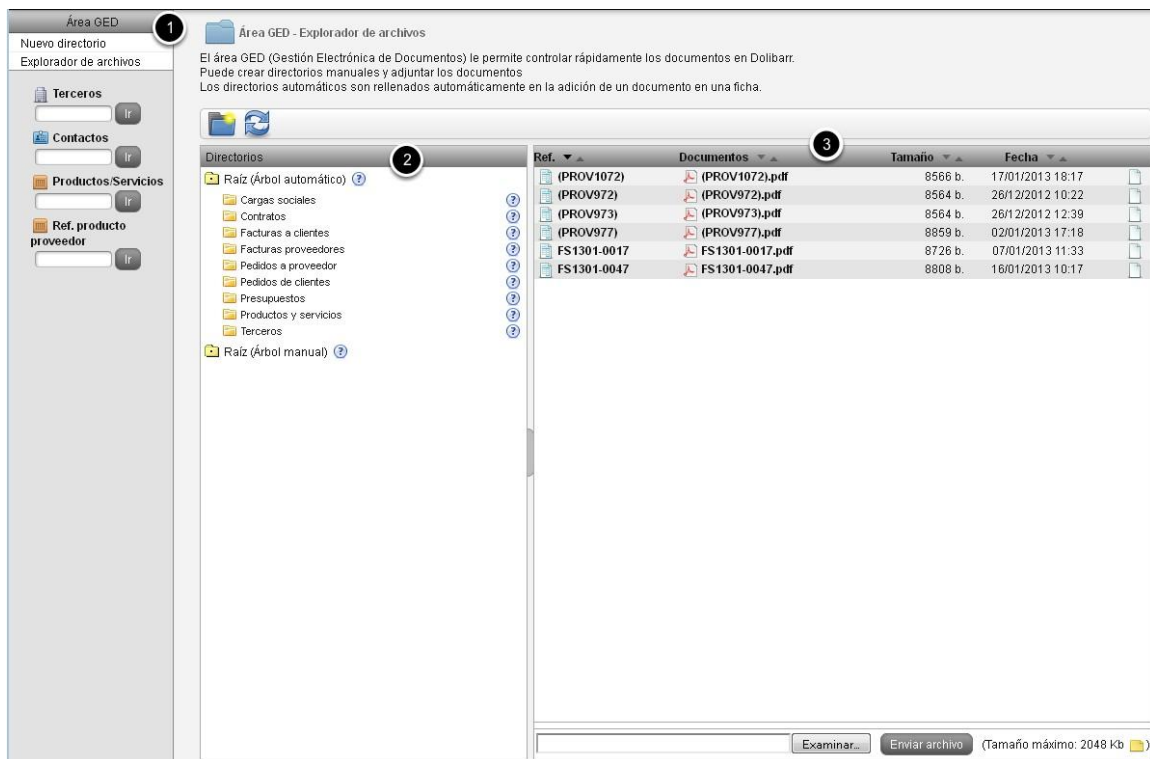 Área GED
1
Nuevo directorio
Explorador de archivos
Terceros
Ir
Contactos
Ir
Productos/Servicios
Ir
Ref. producto
proveedor
Ir
Área GED - Explorador de archivos
El área GED (Gestión Electrónica de Documentos) le permite controlar rápidamente los documentos en Dolibarr.
Puede crear directorios manuales y adjuntar los documentos
Los directorios automáticos son rellenados automáticamente en la adición de un documento en una ficha.
Directorios
2
Raíz (Árbol automático) ?
Cargas sociales ?
Contratos ?
Facturas a clientes ?
Facturas proveedores ?
Pedidos a proveedor ?
Pedidos de clientes ?
Presupuestos ?
Productos y servicios ?
Terceros ?
Raíz (Árbol manual) ?
3
Ref. Documentos Tamaño Fecha
(PROV1072) (PROV1072).pdf 8566 b. 17/01/2013 18:17
(PROV972) (PROV972).pdf 8564 b. 26/12/2012 10:22
(PROV973) (PROV973).pdf 8564 b. 26/12/2012 12:39
(PROV977) (PROV977).pdf 8859 b. 02/01/2013 17:18
FS1301-0017 FS1301-0017.pdf 8726 b. 07/01/2013 11:33
FS1301-0047 FS1301-0047.pdf 8808 b. 16/01/2013 10:17
Examinar... Enviar archivo (Tamaño máximo: 2048 Kb )